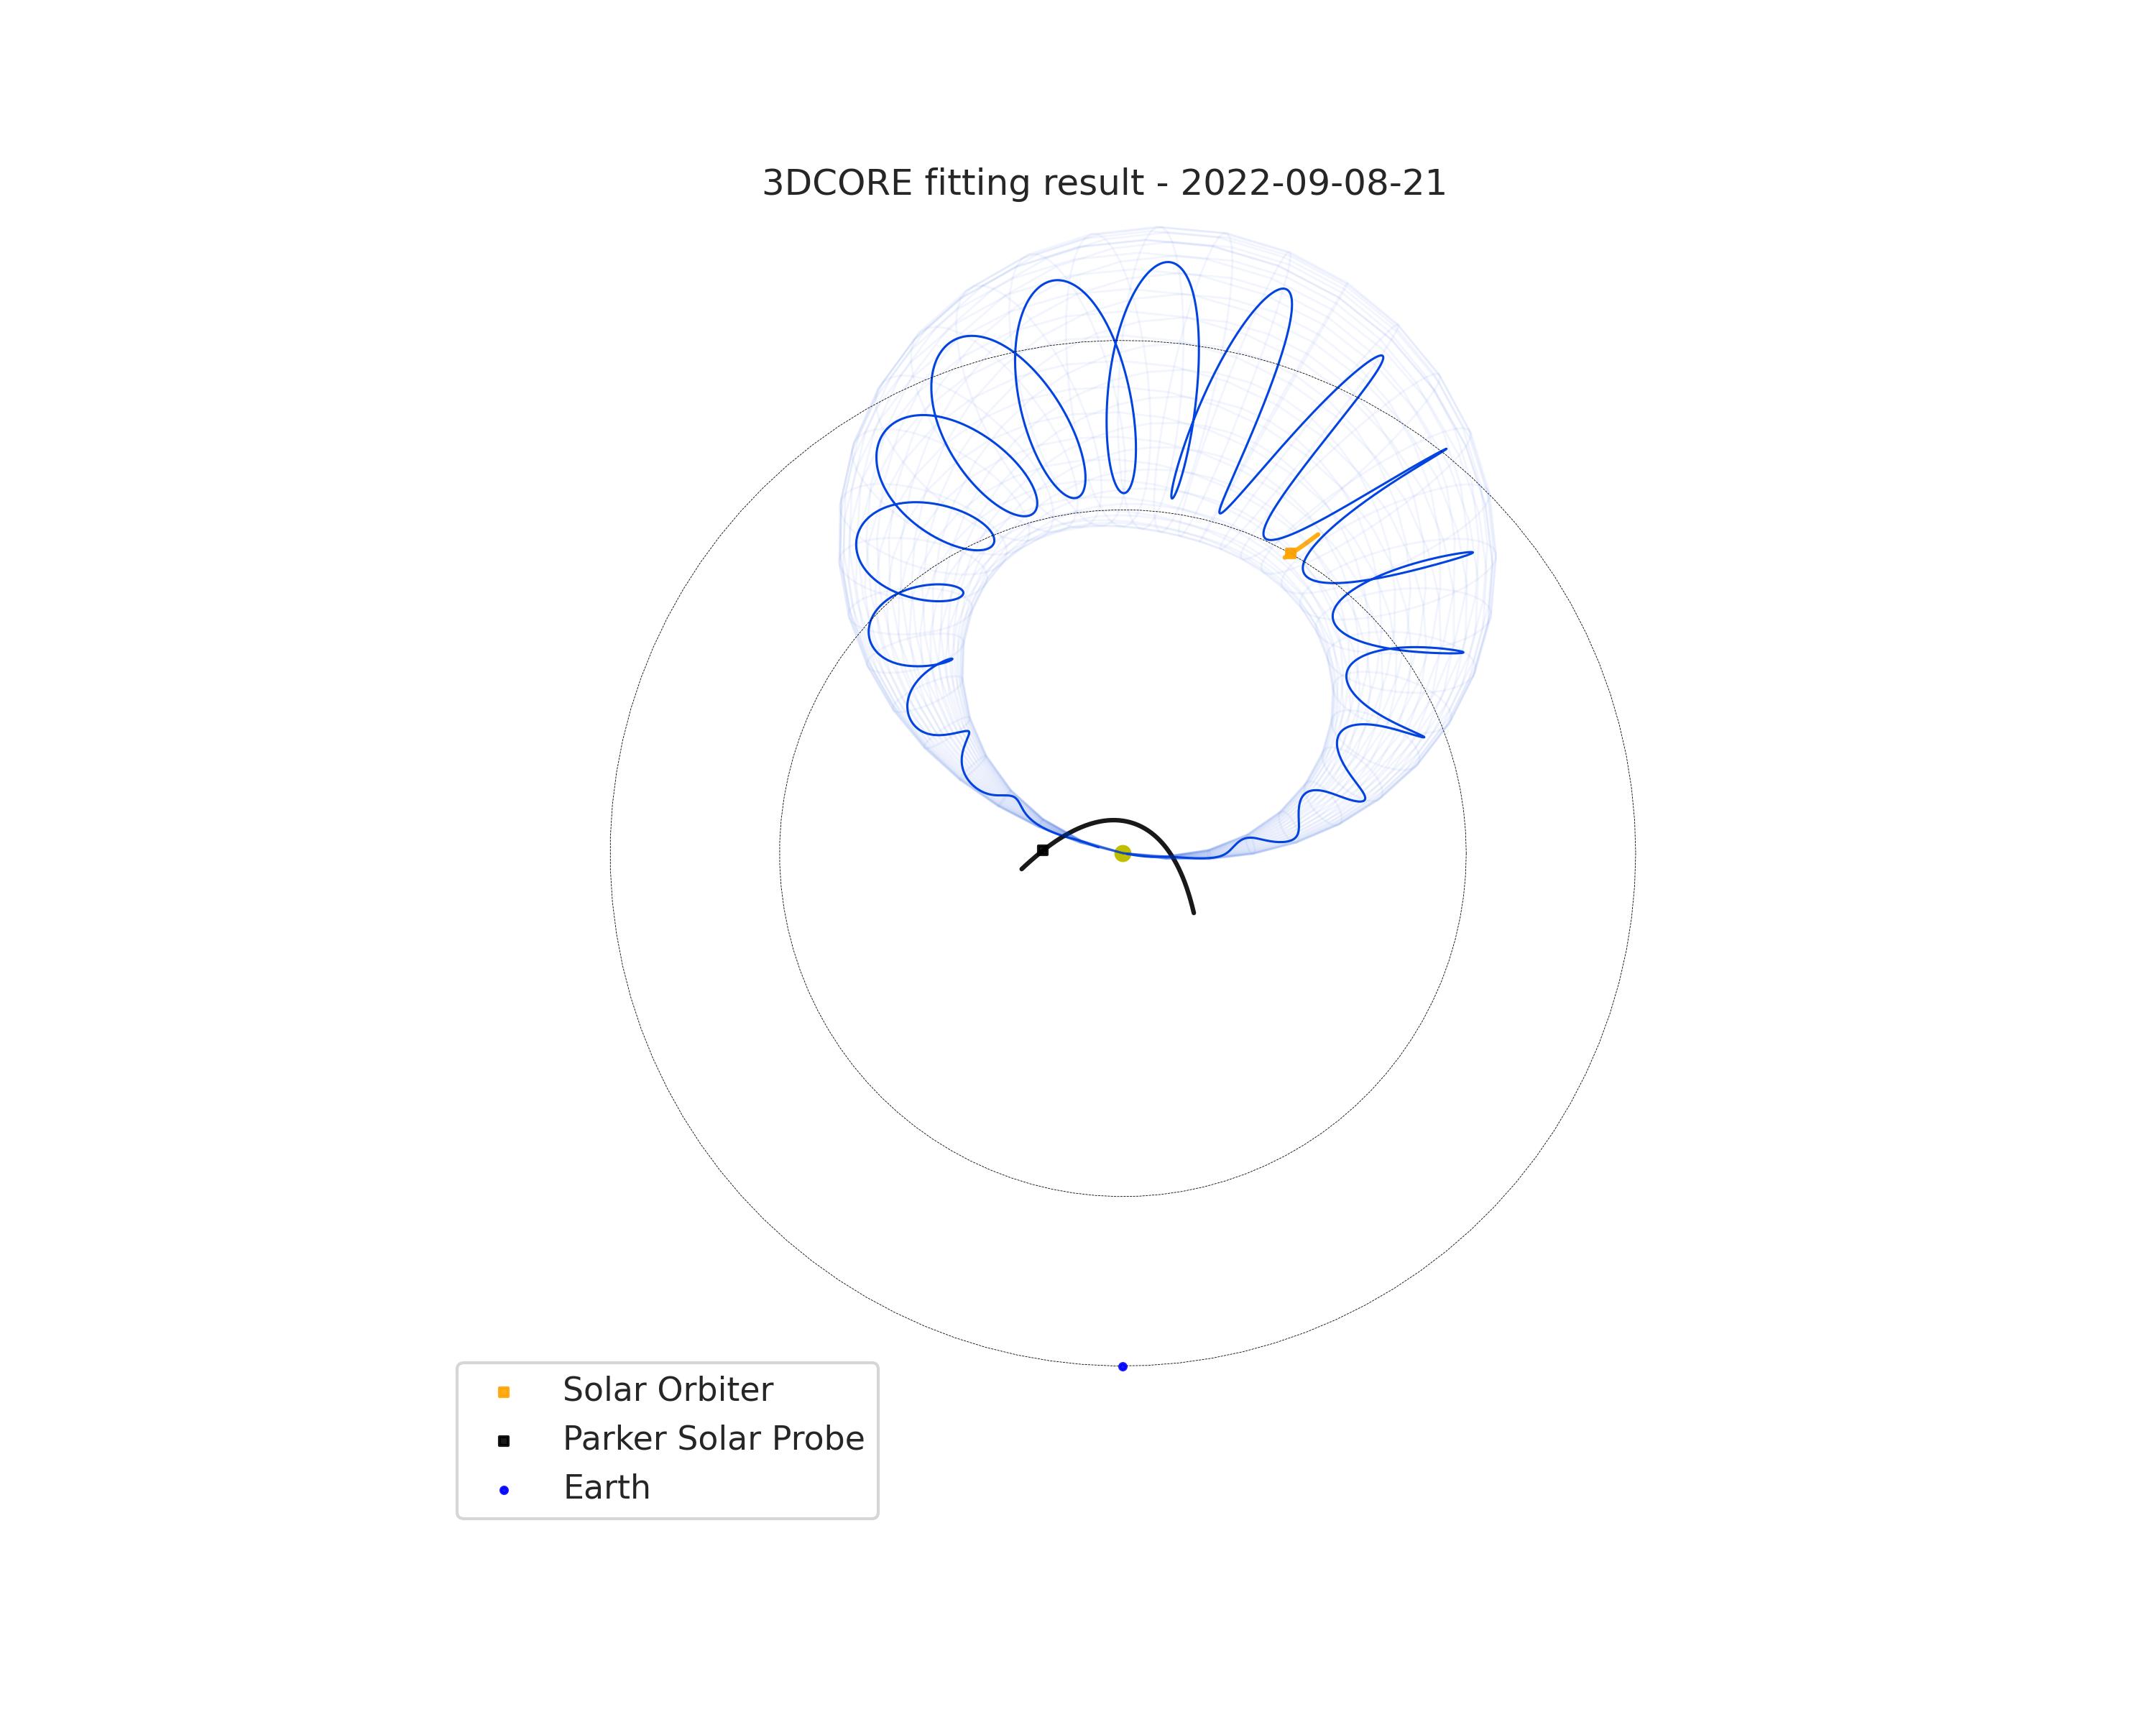 3DCORE fitting result - 2022-09-08-21
Solar Orbiter
Parker Solar Probe
Earth